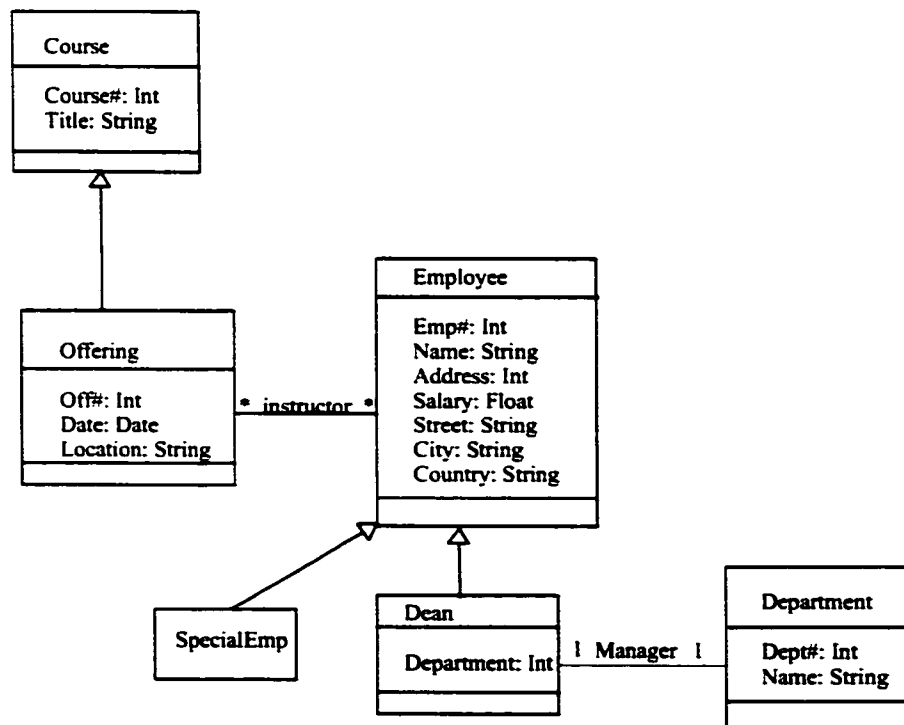 Course
Course#: Int
Title: String
Offering
Off#: Int
Date: Date
Location: String
* instructor *
Employee
Emp#: Int
Name: String
Address: Int
Salary: Float
Street: String
City: String
Country: String
SpecialEmp
Dean
Department: Int
1 Manager 1
Department
Dept#: Int
Name: String